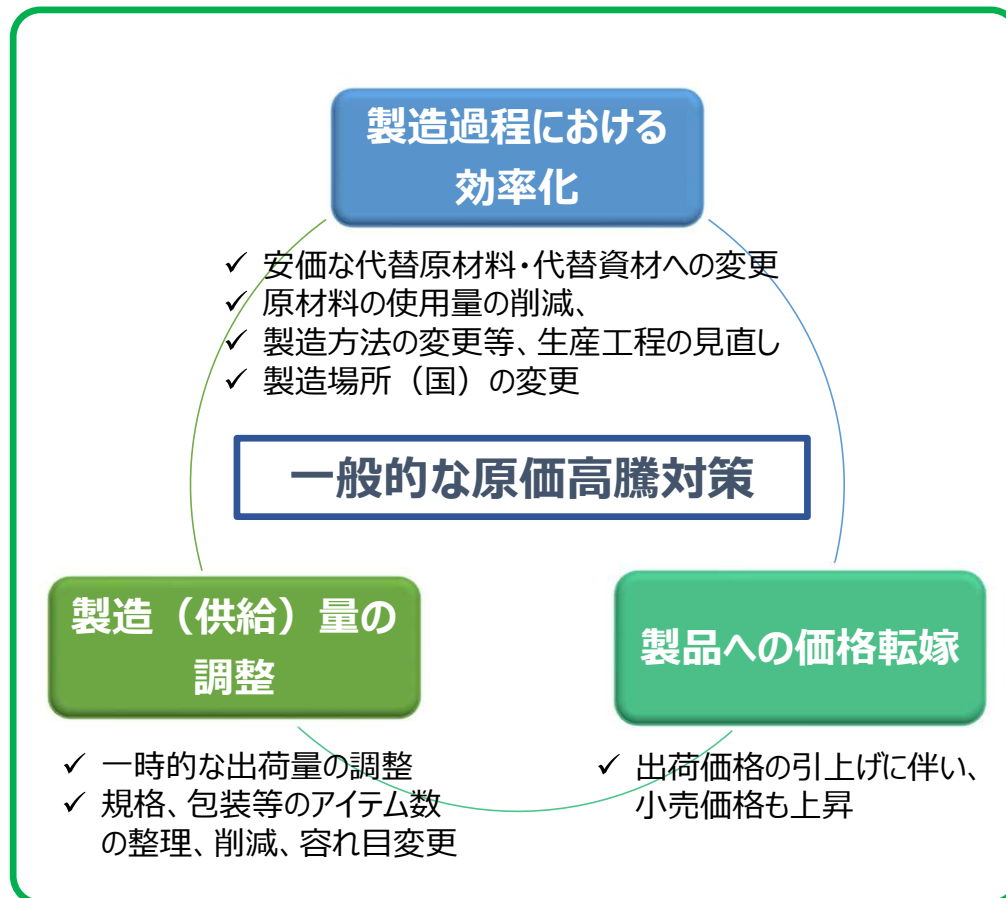 製造過程における
効率化
✓ 安価な代替原材料・代替資材への変更
✓ 原材料の使用量の削減、
✓ 製造方法の変更等、生産工程の見直し
✓ 製造場所（国）の変更
一般的な原価高騰対策
製造（供給）量の
調整
✓ 一時的な出荷量の調整
✓ 規格、包装等のアイテム数
の整理、削減、容れ目変更
製品への価格転嫁
✓ 出荷価格の引上げに伴い、
小売価格も上昇